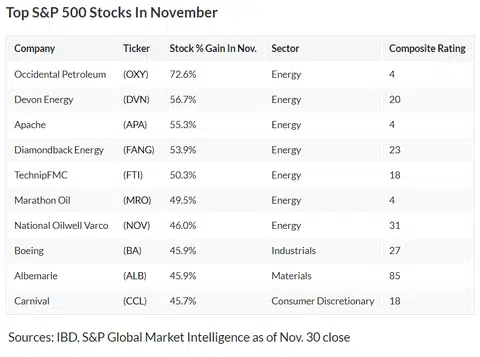 Top S&P 500 Stocks In November
Company Ticker Stock % Gain In Nov. Sector Composite Rating
Occidental Petroleum (OXY) 72.6% Energy 4
Devon Energy (DVN) 56.7% Energy 20
Apache (APA) 55.3% Energy 4
Diamondback Energy (FANG) 53.9% Energy 23
TechnipFMC (FTI) 50.3% Energy 18
Marathon Oil (MRO) 49.5% Energy 4
National Oilwell Varco (NOV) 46.0% Energy 31
Boeing (BA) 45.9% Industrials 27
Albemarle (ALB) 45.9% Materials 85
Carnival (CCL) 45.7% Consumer Discretionary 18
Sources: IBD, S&P Global Market Intelligence as of Nov. 30 close